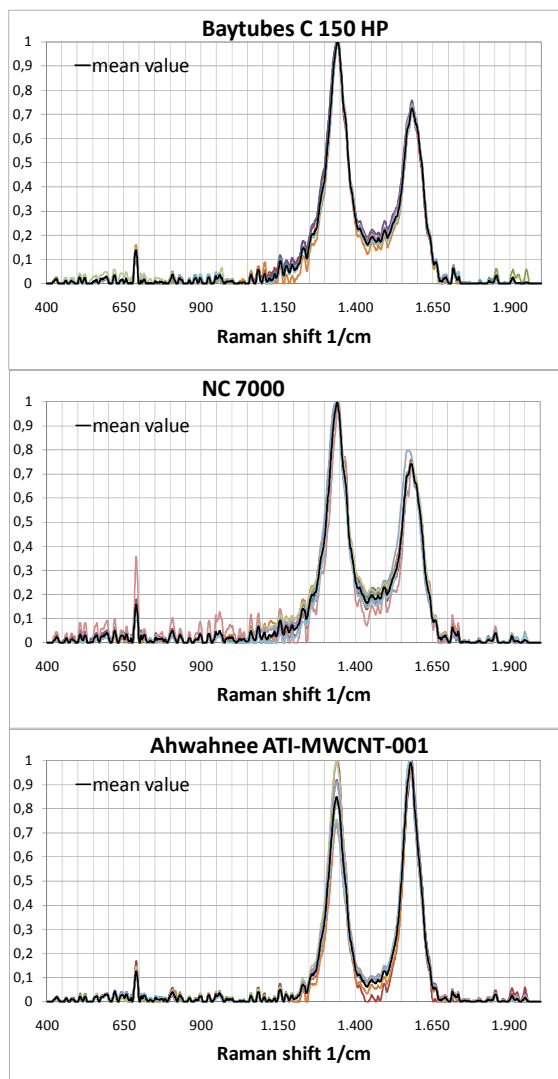 Baytubes C 150 HP
1
mean value
0,9
0,8
0,7
0,6
0,5
0,4
0,3
0,2
0,1
0
400 650 900 1.150 1.400 1.650 1.900
Raman shift 1/cm
NC 7000
1
mean value
0,9
0,8
0,7
0,6
0,5
0,4
0,3
0,2
0,1
0
400 650 900 1.150 1.400 1.650 1.900
Raman shift 1/cm
Ahwahnee ATI-MWCNT-001
1
mean value
0,9
0,8
0,7
0,6
0,5
0,4
0,3
0,2
0,1
0
400 650 900 1.150 1.400 1.650 1.900
Raman shift 1/cm